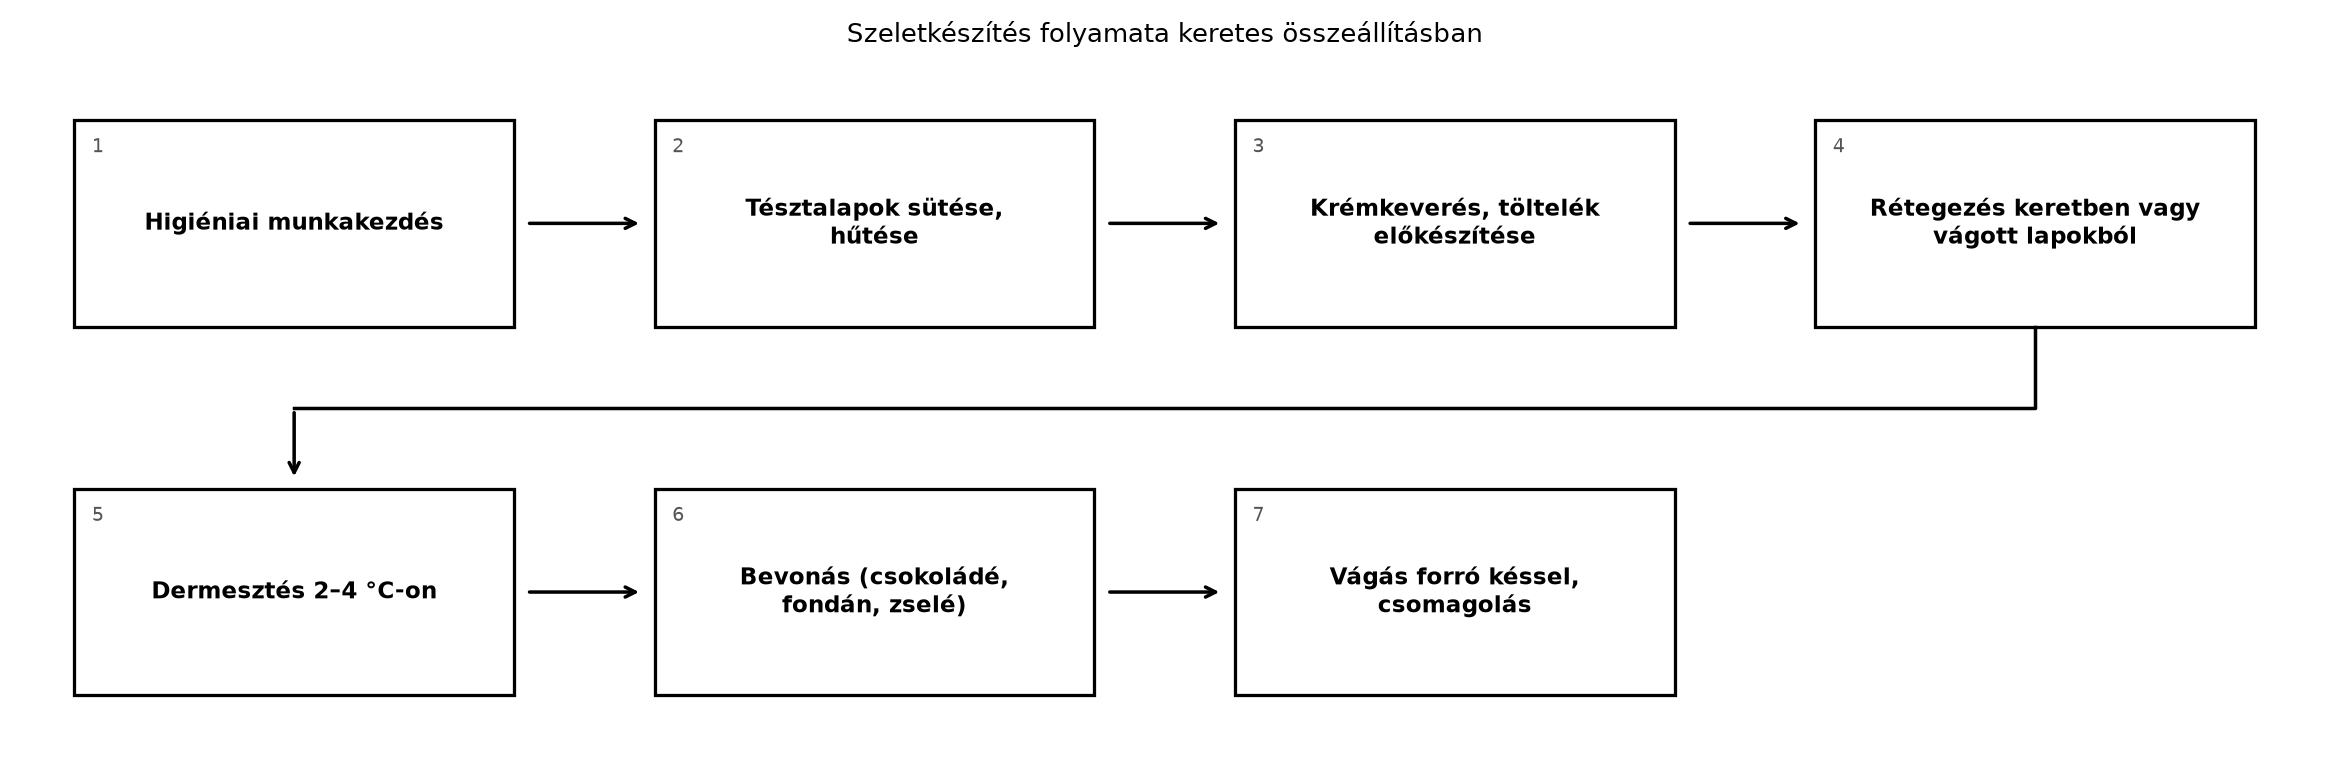 Szeletkészítés folyamata keretes összeállításban
1
Higiéniai munkakezdés
2
Tésztalapok sütése,
hűtése
3
Krémkeverés, töltelék
előkészítése
4
Rétegezés keretben vagy
vágott lapokból
5
Dermesztés 2–4 °C-on
6
Bevonás (csokoládé,
fondán, zselé)
7
Vágás forró késsel,
csomagolás